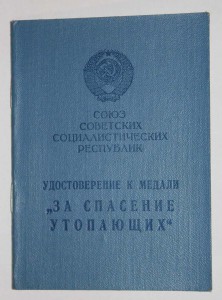 СОЮЗ
СОВЕТСКИХ
СОЦИАЛИСТИЧЕСКИХ
РЕСПУБЛИК
УДОСТОВЕРЕНИЕ К МЕДАЛИ
„ЗА СПАСЕНИЕ
УТОПАЮЩИХ“